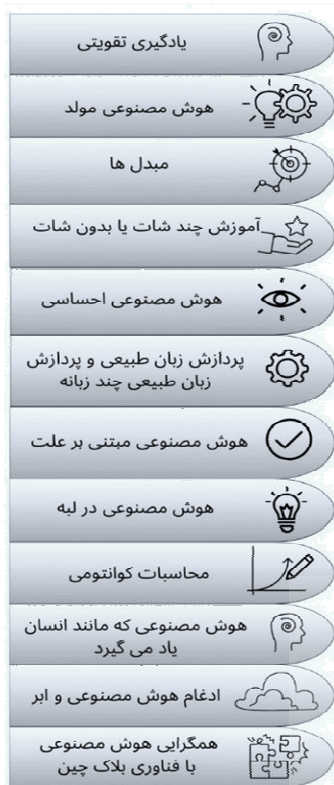 یادگیری تقویتی
هوش مصنوعی مولد
مبدل ها
آموزش چند شات یا بدون شات
هوش مصنوعی احساسی
پردازش زبان طبیعی و پردازش
زبان طبیعی چند زبانه
هوش مصنوعی مبتنی بر علت
هوش مصنوعی در لبه
محاسبات کوانتومی
هوش مصنوعی که مانند انسان
یاد می گیرد
ادغام هوش مصنوعی و ابر
همگرایی هوش مصنوعی
با فناوری بلاک چین